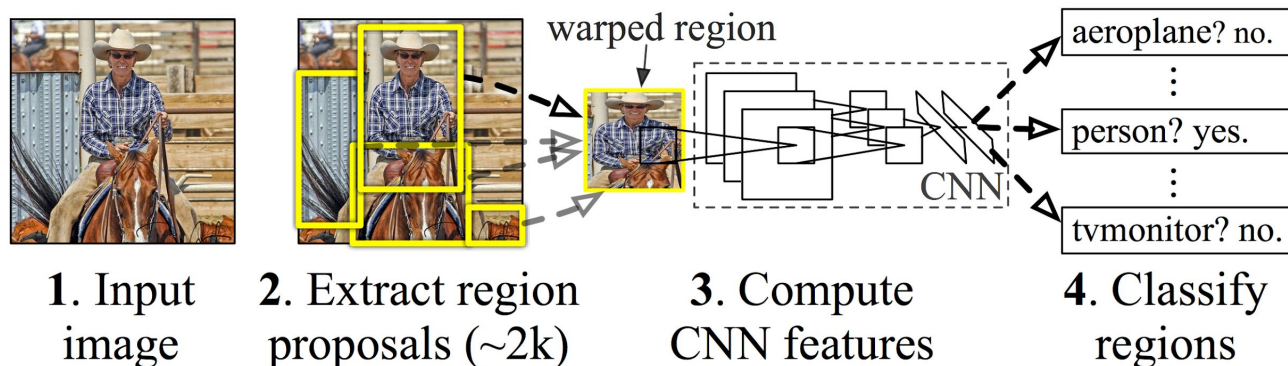 warped region
aeroplane? no.
person? yes.
CNN
tvmonitor? no.
1. Input
image
2. Extract region
proposals (~2k)
3. Compute
CNN features
4. Classify
regions